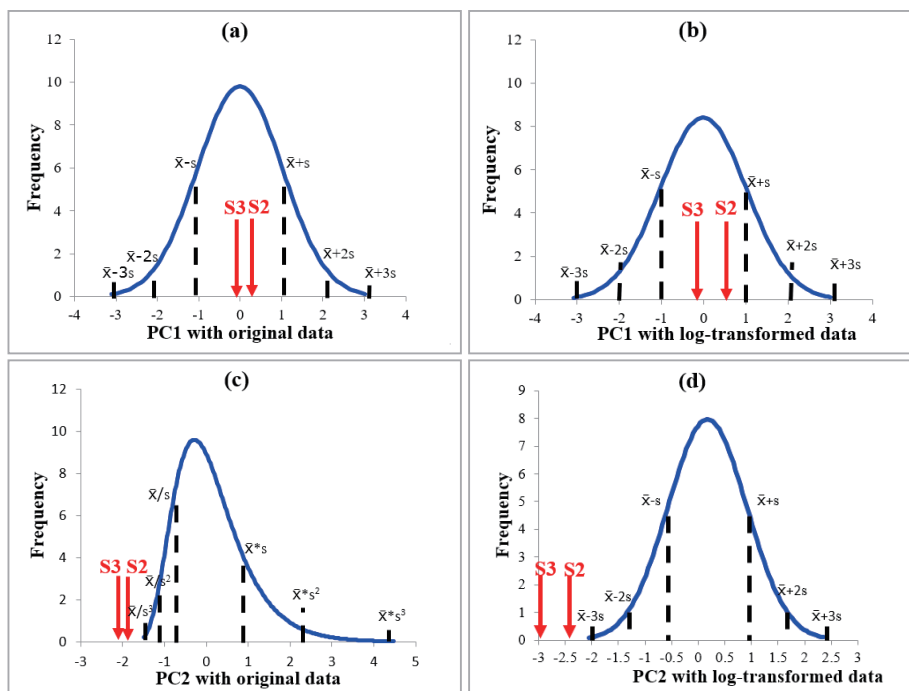 (a)
12
10
8
6
4
2
0
Frequency
x̄-s
x̄+s
S3 S2
x̄-3s
x̄-2s
x̄+2s
x̄+3s
-4 -3 -2 -1 0 1 2 3 4
PC1 with original data
(b)
12
10
8
6
4
2
0
Frequency
x̄-s
x̄+s
S3 S2
x̄-3s
x̄-2s
x̄+2s
x̄+3s
-4 -3 -2 -1 0 1 2 3 4
PC1 with log-transformed data
(c)
12
10
8
6
4
2
0
Frequency
x̄/s
x̄*s
S3 S2
x̄/s³
x̄/s²
x̄*s²
x̄*s³
-3 -2 -1 0 1 2 3 4 5
PC2 with original data
(d)
9
8
7
6
5
4
3
2
1
0
Frequency
x̄-s
x̄+s
S3 S2
x̄-3s
x̄-2s
x̄+2s
x̄+3s
-3 -2.5 -2 -1.5 -1 -0.5 0 0.5 1 1.5 2 2.5 3
PC2 with log-transformed data